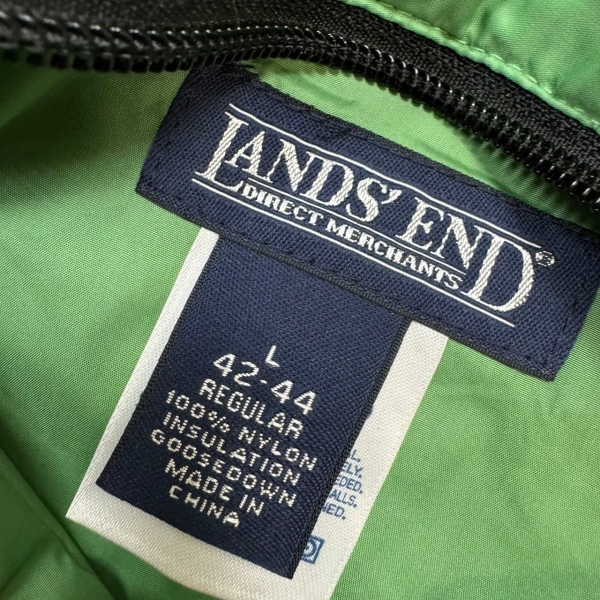 LANDS' END®
DIRECT MERCHANTS
L
42-44
REGULAR
100% NYLON
INSULATION
GOOSEDOWN
MADE IN
CHINA